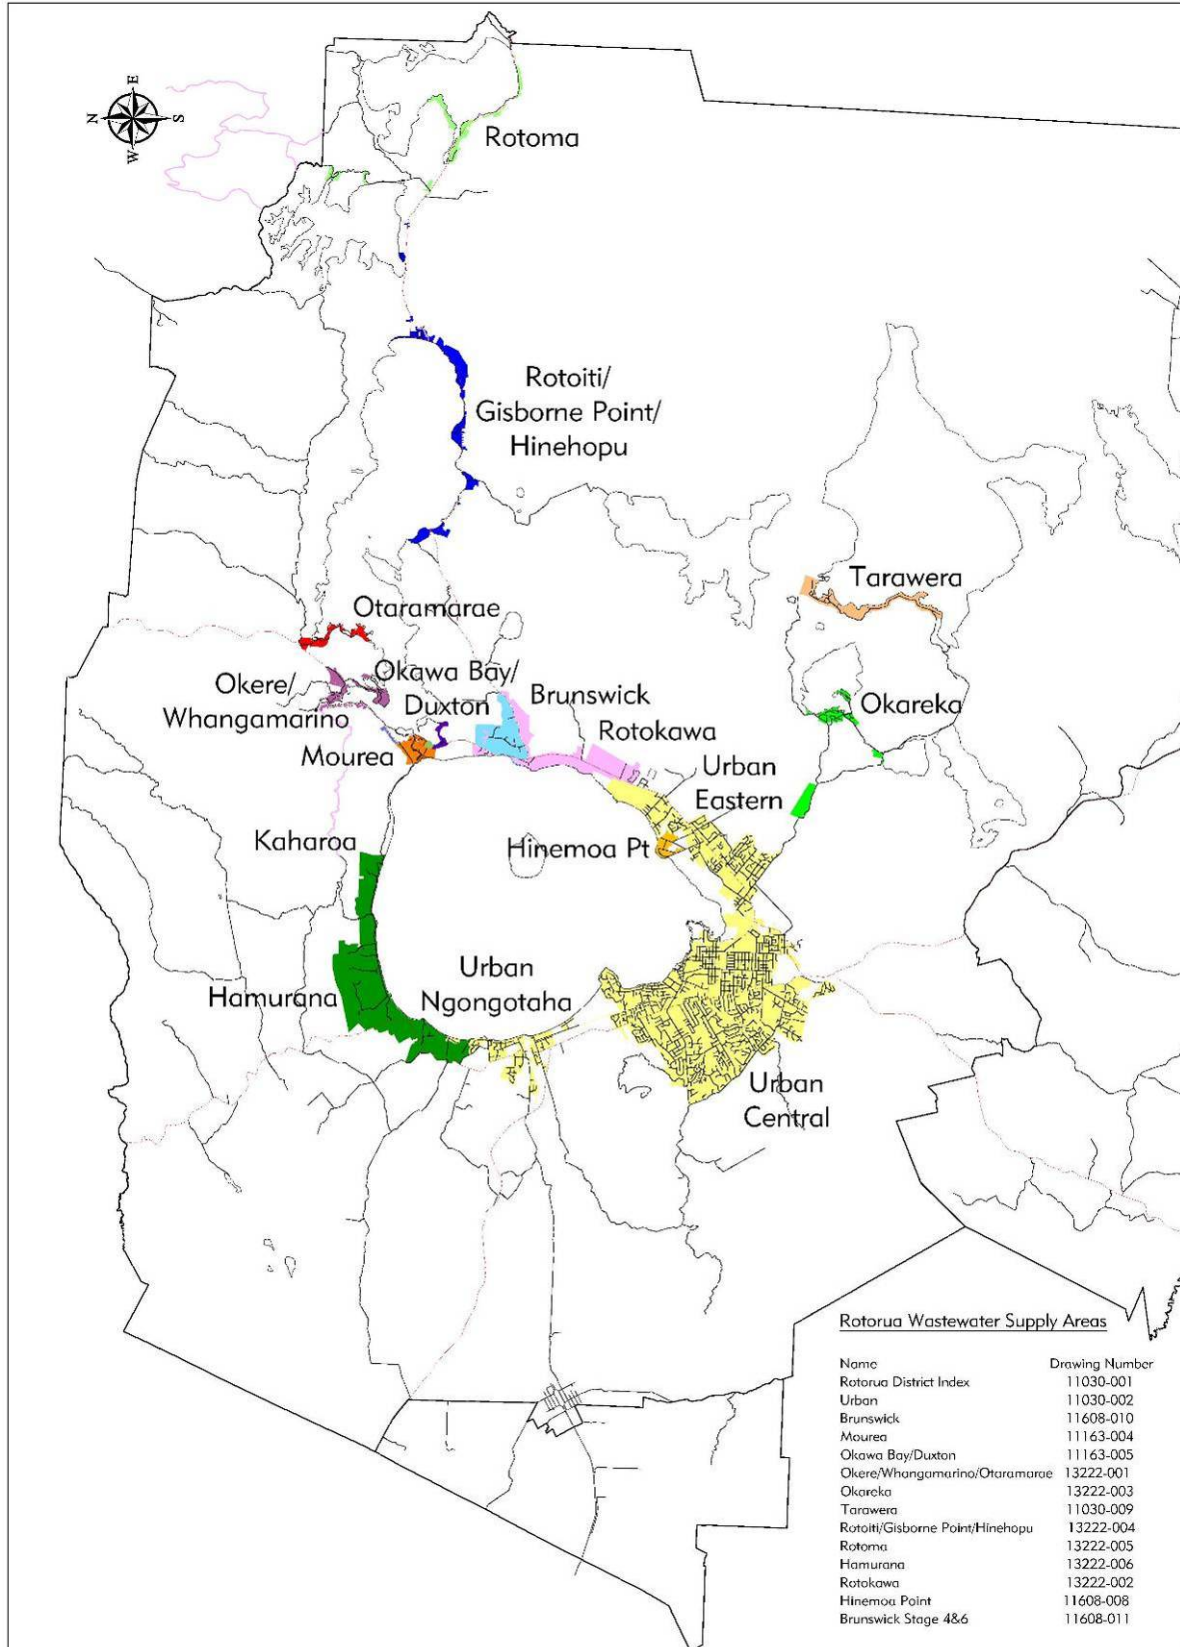 E
N
S
W
Rotoma
Rotoiti/
Gisborne Point/
Hinehopu
Tarawera
Otaramarae
Okawa Bay/
Duxton
Okere/
Whangamarino
Brunswick
Okareka
Rotokawa
Mourea
Urban
Eastern
Kaharoa
Hinemoa Pt
Urban
Ngongotaha
Hamurana
Urban
Central
Rotorua Wastewater Supply Areas
Name Drawing Number
Rotorua District Index 11030-001
Urban 11030-002
Brunswick 11608-010
Mourea 11163-004
Okawa Bay/Duxton 11163-005
Okere/Whangamarino/Otaramarae 13222-001
Okareka 13222-003
Tarawera 11030-009
Rotoiti/Gisborne Point/Hinehopu 13222-004
Rotoma 13222-005
Hamurana 13222-006
Rotokawa 13222-002
Hinemoa Point 11608-008
Brunswick Stage 4&6 11608-011